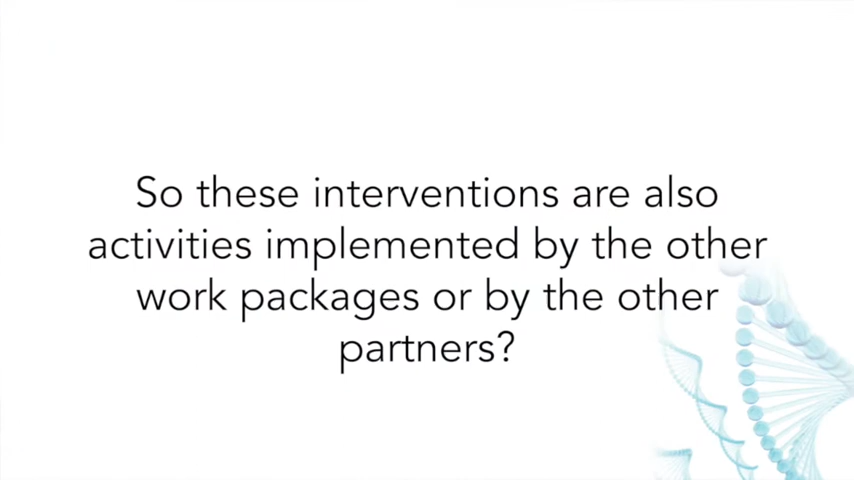 So these interventions are also
activities implemented by the other
work packages or by the other
partners?